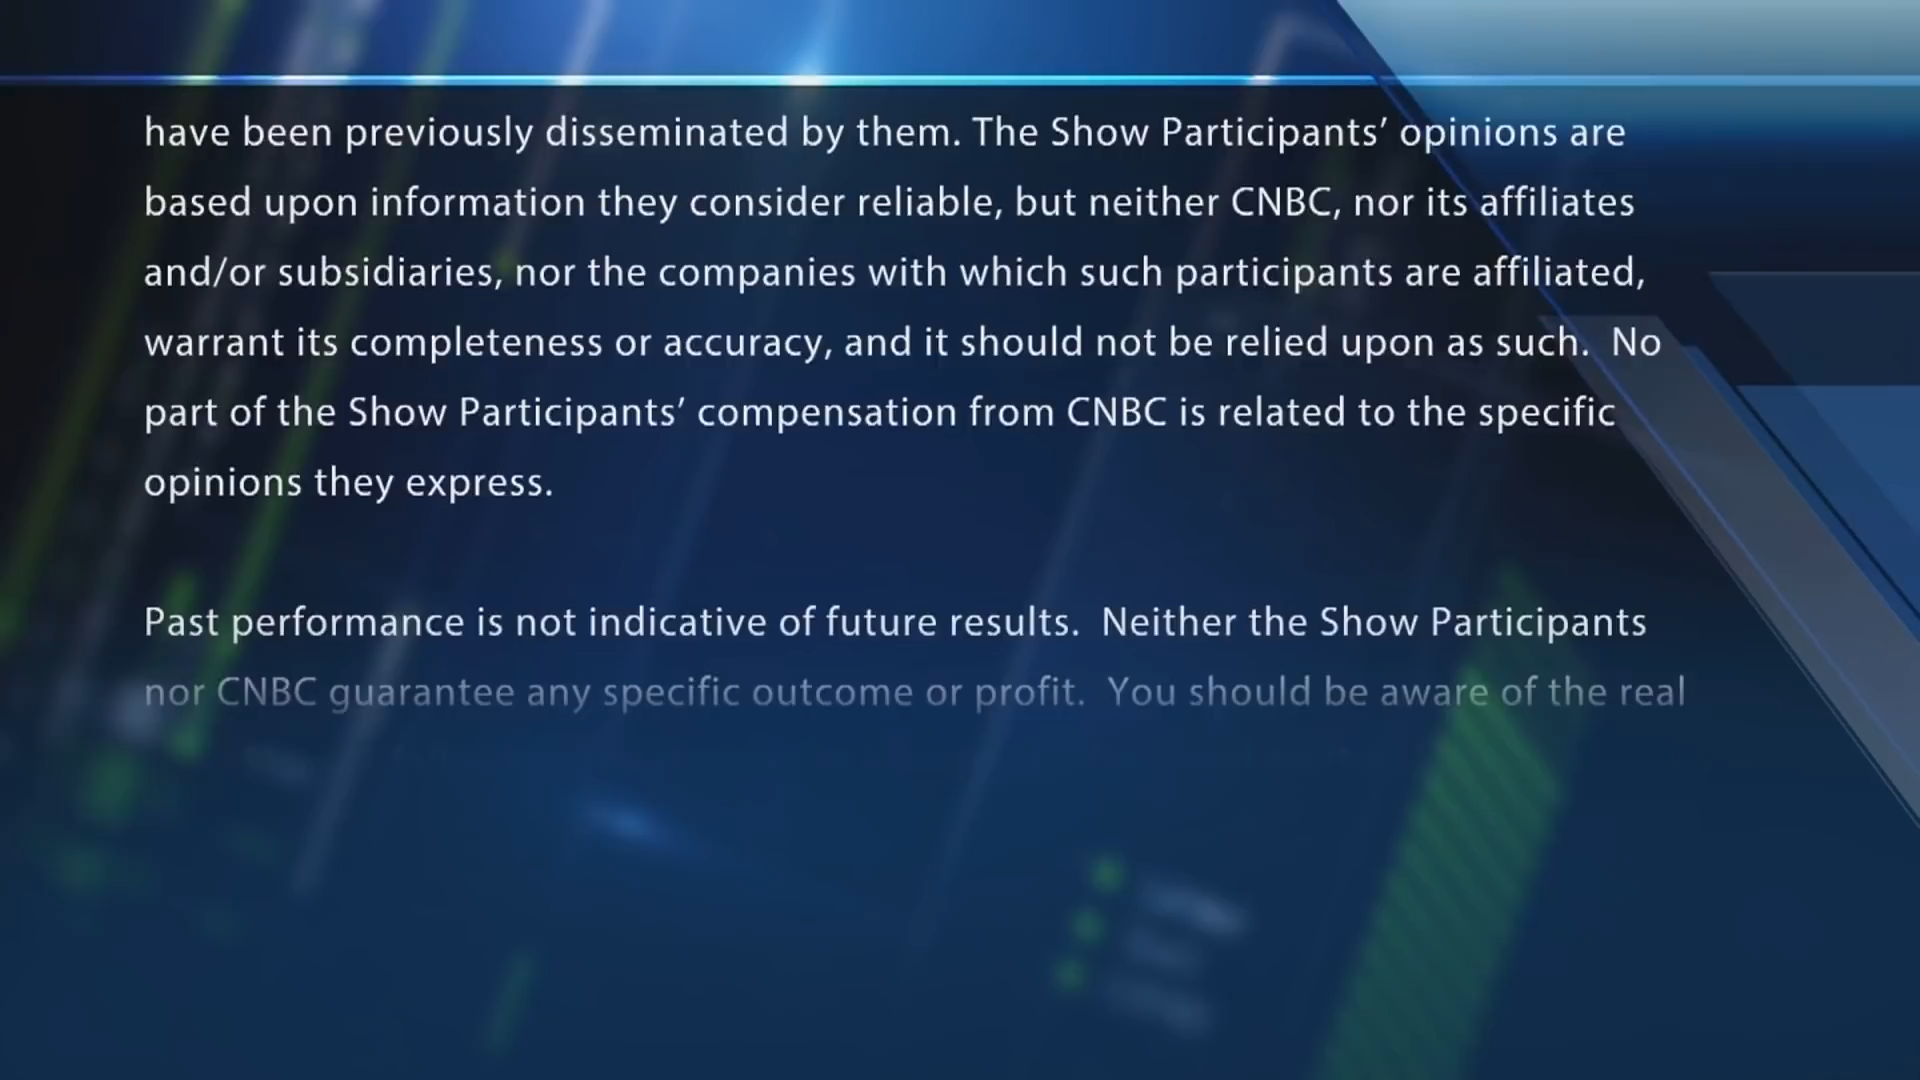 have been previously disseminated by them. The Show Participants’ opinions are
based upon information they consider reliable, but neither CNBC, nor its affiliates
and/or subsidiaries, nor the companies with which such participants are affiliated,
warrant its completeness or accuracy, and it should not be relied upon as such.  No
part of the Show Participants’ compensation from CNBC is related to the specific
opinions they express.
Past performance is not indicative of future results.  Neither the Show Participants
nor CNBC guarantee any specific outcome or profit.  You should be aware of the real